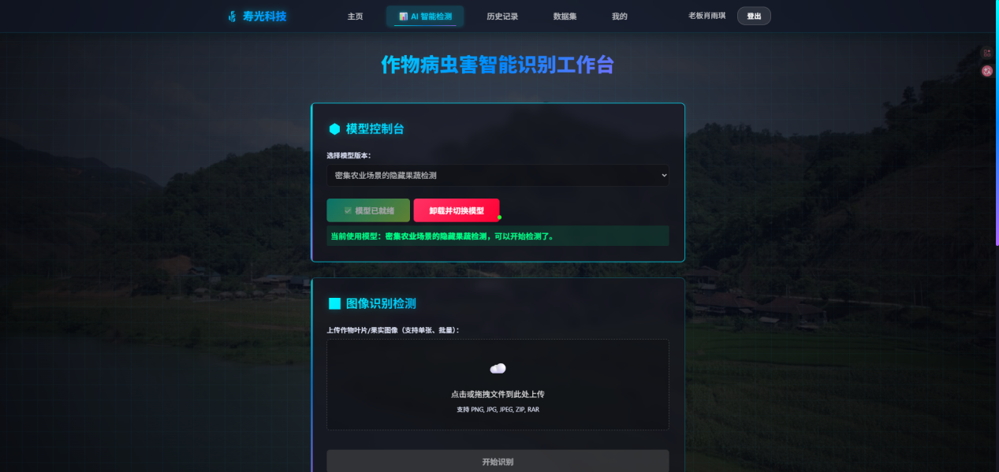 寿光科技
主页
AI 智能检测
历史记录
数据集
我的
老板肖雨琪
登出
作物病虫害智能识别工作台
模型控制台
选择模型版本：
密集农业场景的隐藏果蔬检测
模型已就绪
卸载并切换模型
当前使用模型：密集农业场景的隐藏果蔬检测，可以开始检测了。
图像识别检测
上传作物叶片/果实图像（支持单张、批量）：
点击或拖拽文件到此处上传
支持 PNG, JPG, JPEG, ZIP, RAR
开始识别